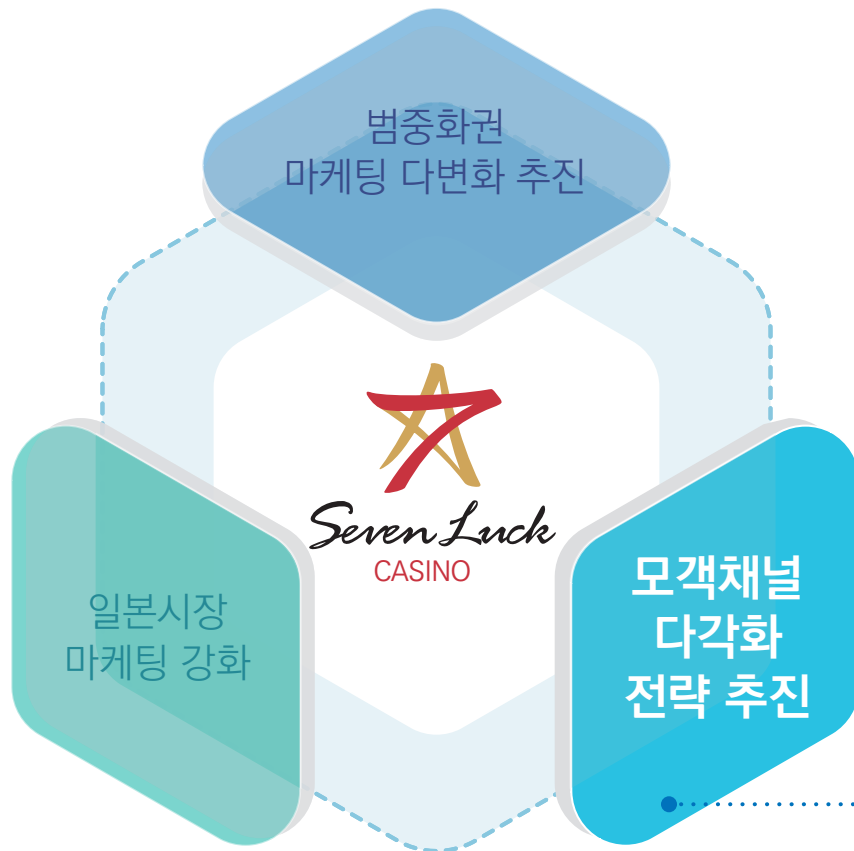 범중화권
마케팅 다변화 추진
Seven Luck
CASINO
일본시장
마케팅 강화
모객채널
다각화
전략 추진